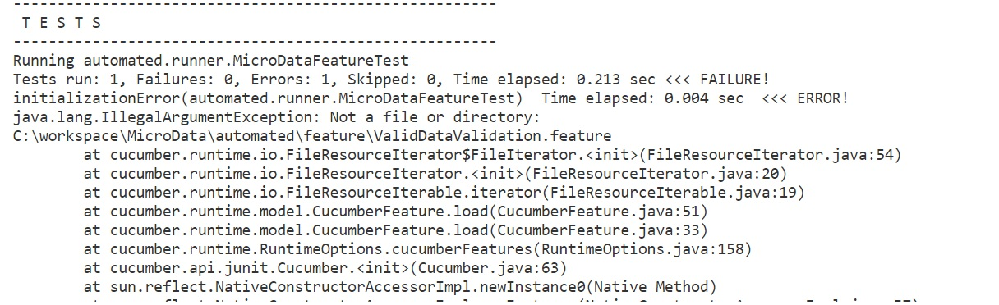 -------------------------------------------------------
T E S T S
-------------------------------------------------------
Running automated.runner.MicroDataFeatureTest
Tests run: 1, Failures: 0, Errors: 1, Skipped: 0, Time elapsed: 0.213 sec <<< FAILURE!
initializationError(automated.runner.MicroDataFeatureTest)  Time elapsed: 0.004 sec  <<< ERROR!
java.lang.IllegalArgumentException: Not a file or directory:
C:\workspace\MicroData\automated\feature\ValidDataValidation.feature
        at cucumber.runtime.io.FileResourceIterator$FileIterator.<init>(FileResourceIterator.java:54)
        at cucumber.runtime.io.FileResourceIterator.<init>(FileResourceIterator.java:20)
        at cucumber.runtime.io.FileResourceIterable.iterator(FileResourceIterable.java:19)
        at cucumber.runtime.model.CucumberFeature.load(CucumberFeature.java:51)
        at cucumber.runtime.model.CucumberFeature.load(CucumberFeature.java:33)
        at cucumber.runtime.RuntimeOptions.cucumberFeatures(RuntimeOptions.java:158)
        at cucumber.api.junit.Cucumber.<init>(Cucumber.java:63)
        at sun.reflect.NativeConstructorAccessorImpl.newInstance0(Native Method)